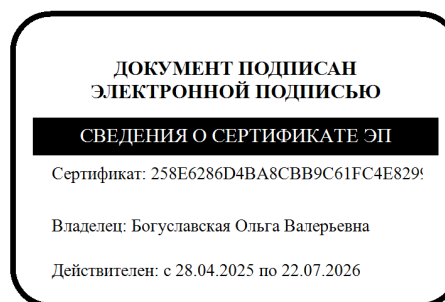 ДОКУМЕНТ ПОДПИСАН
ЭЛЕКТРОННОЙ ПОДПИСЬЮ
СВЕДЕНИЯ О СЕРТИФИКАТЕ ЭП
Сертификат: 258E6286D4BA8CBB9C61FC4E829
Владелец: Богуславская Ольга Валерьевна
Действителен: с 28.04.2025 по 22.07.2026